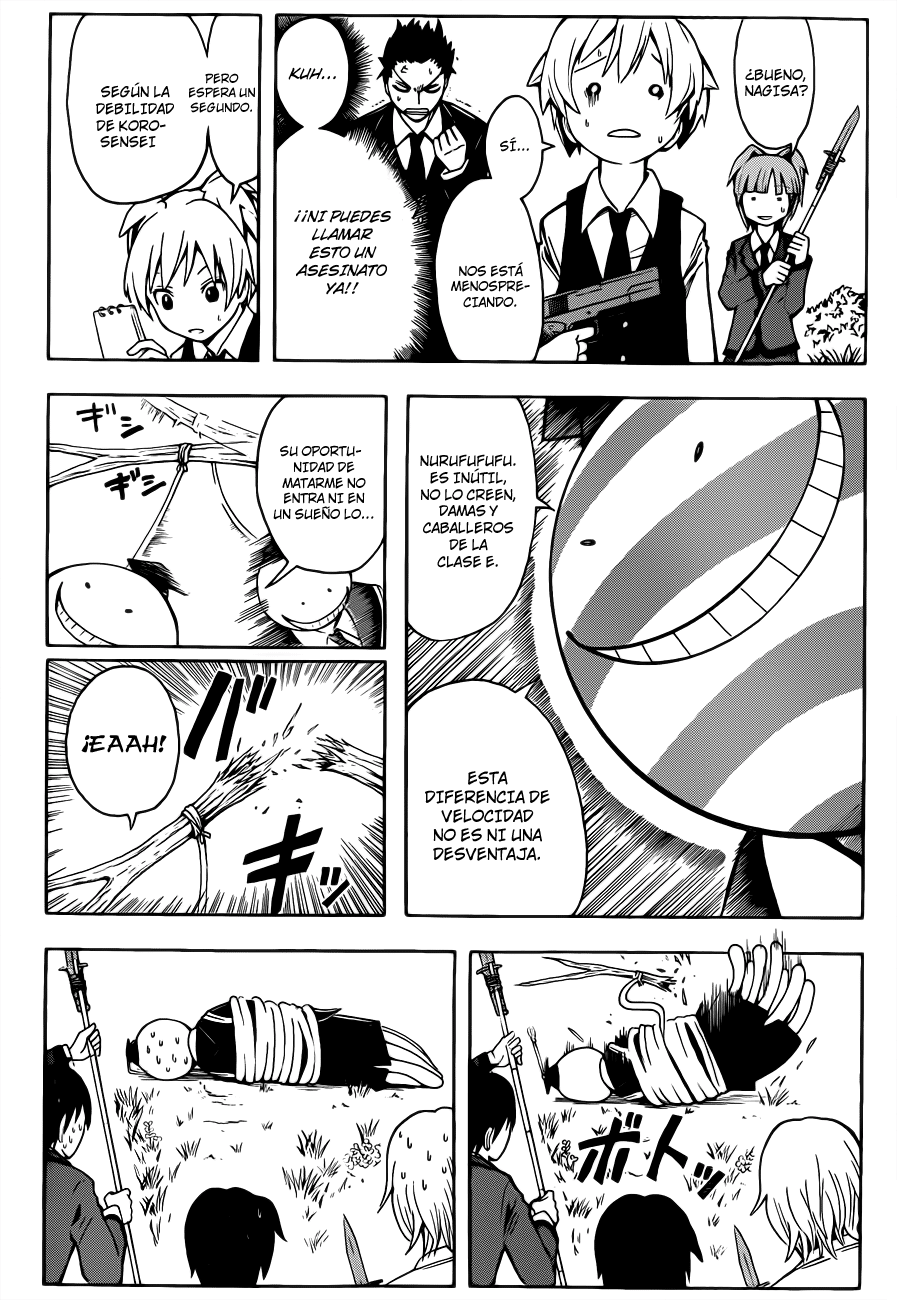 ¿BUENO,
NAGISA?
SÍ...
NOS ESTÁ
MENOSPRE-
CIANDO.
KUH...
¡¡NI PUEDES
LLAMAR
ESTO UN
ASESINATO
YA!!
PERO
ESPERA UN
SEGUNDO.
SEGÚN LA
DEBILIDAD
DE KORO-
SENSEI
NURUFUFUFU.
ES INÚTIL,
NO LO CREEN,
DAMAS Y
CABALLEROS
DE LA
CLASE E.
ESTA
DIFERENCIA DE
VELOCIDAD
NO ES NI UNA
DESVENTAJA.
SU OPORTU-
NIDAD DE
MATARME NO
ENTRA NI EN
UN SUEÑO LO...
ギシ
ギシッ
¡EAAH!
バ
キッ
ボトッ